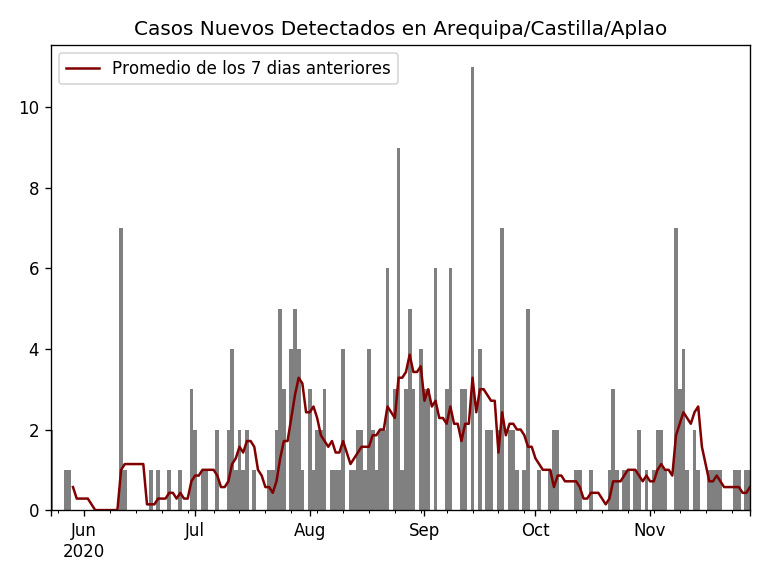 Casos Nuevos Detectados en Arequipa/Castilla/Aplao
Promedio de los 7 dias anteriores
10
8
6
4
2
0
Jun Jul Aug Sep Oct Nov
2020